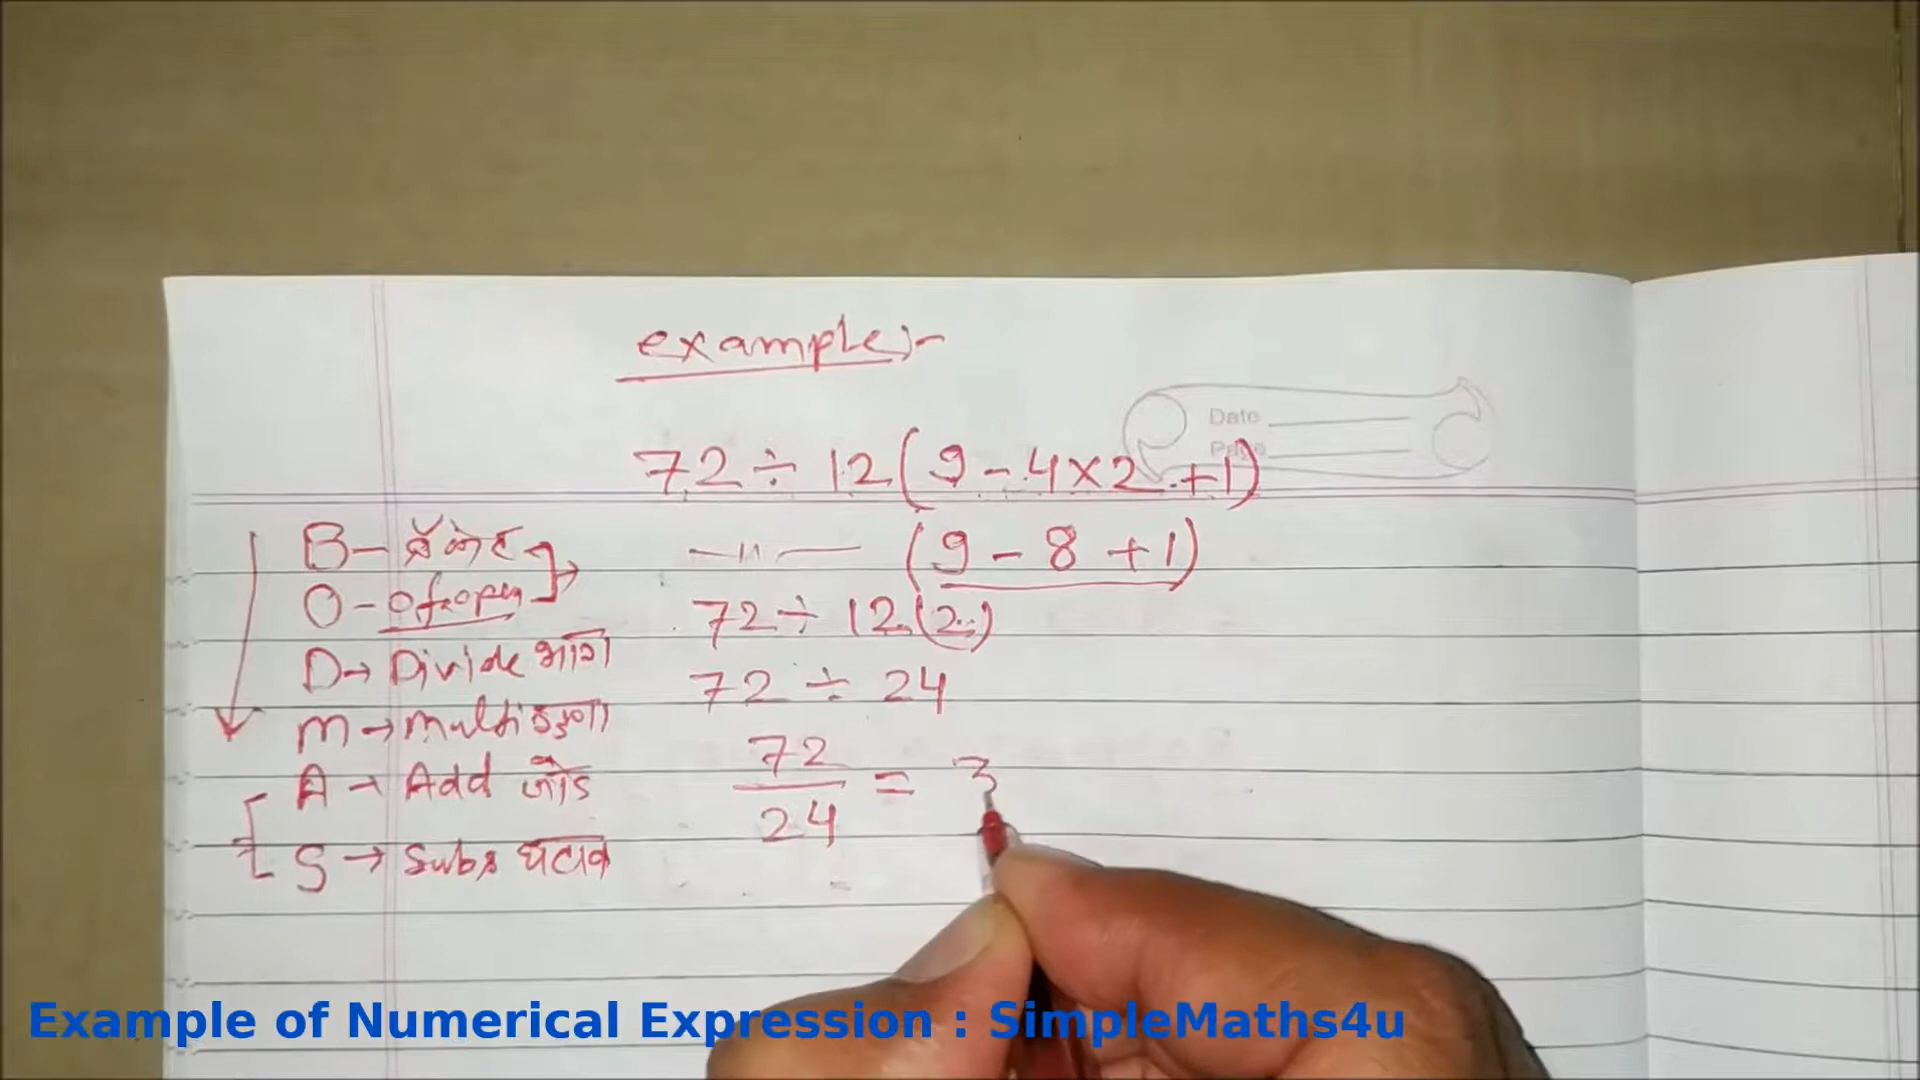 example:-
Date
Page
72 ÷ 12(9 - 4×2 +1)
—11— (9 - 8 +1)
72 ÷ 12(2)
72 ÷ 24
72
24 = 3
B- ब्रैकेट
O- of
D→ Divide भाग
M→ Multi गुणा
A → Add जोड
S → Subs घटाव
Example of Numerical Expression : SimpleMaths4u